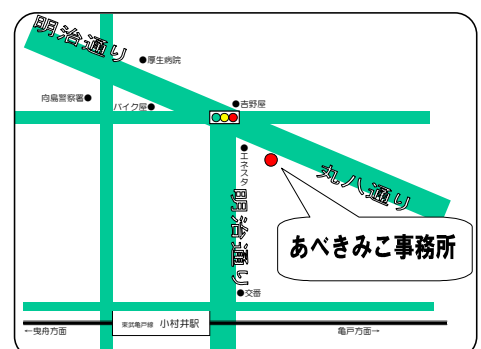 明治通り
●厚生病院
向島警察署●
バイク屋●
●吉野屋
●エネスタ
丸八通り
明治通り
あべきみこ事務所
●交番
東武亀戸線 小村井駅
←曳舟方面
亀戸方面→